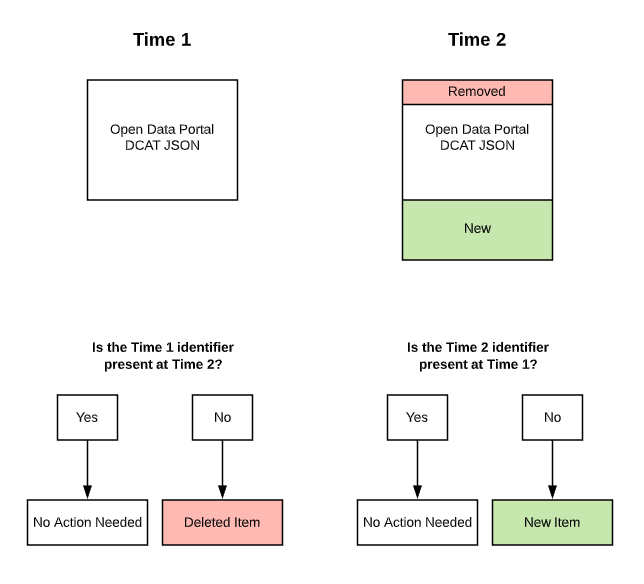 Time 1
Time 2
Open Data Portal
DCAT JSON
Removed
Open Data Portal
DCAT JSON
New
Is the Time 1 identifier
present at Time 2?
Yes
No
No Action Needed
Deleted Item
Is the Time 2 identifier
present at Time 1?
Yes
No
No Action Needed
New Item